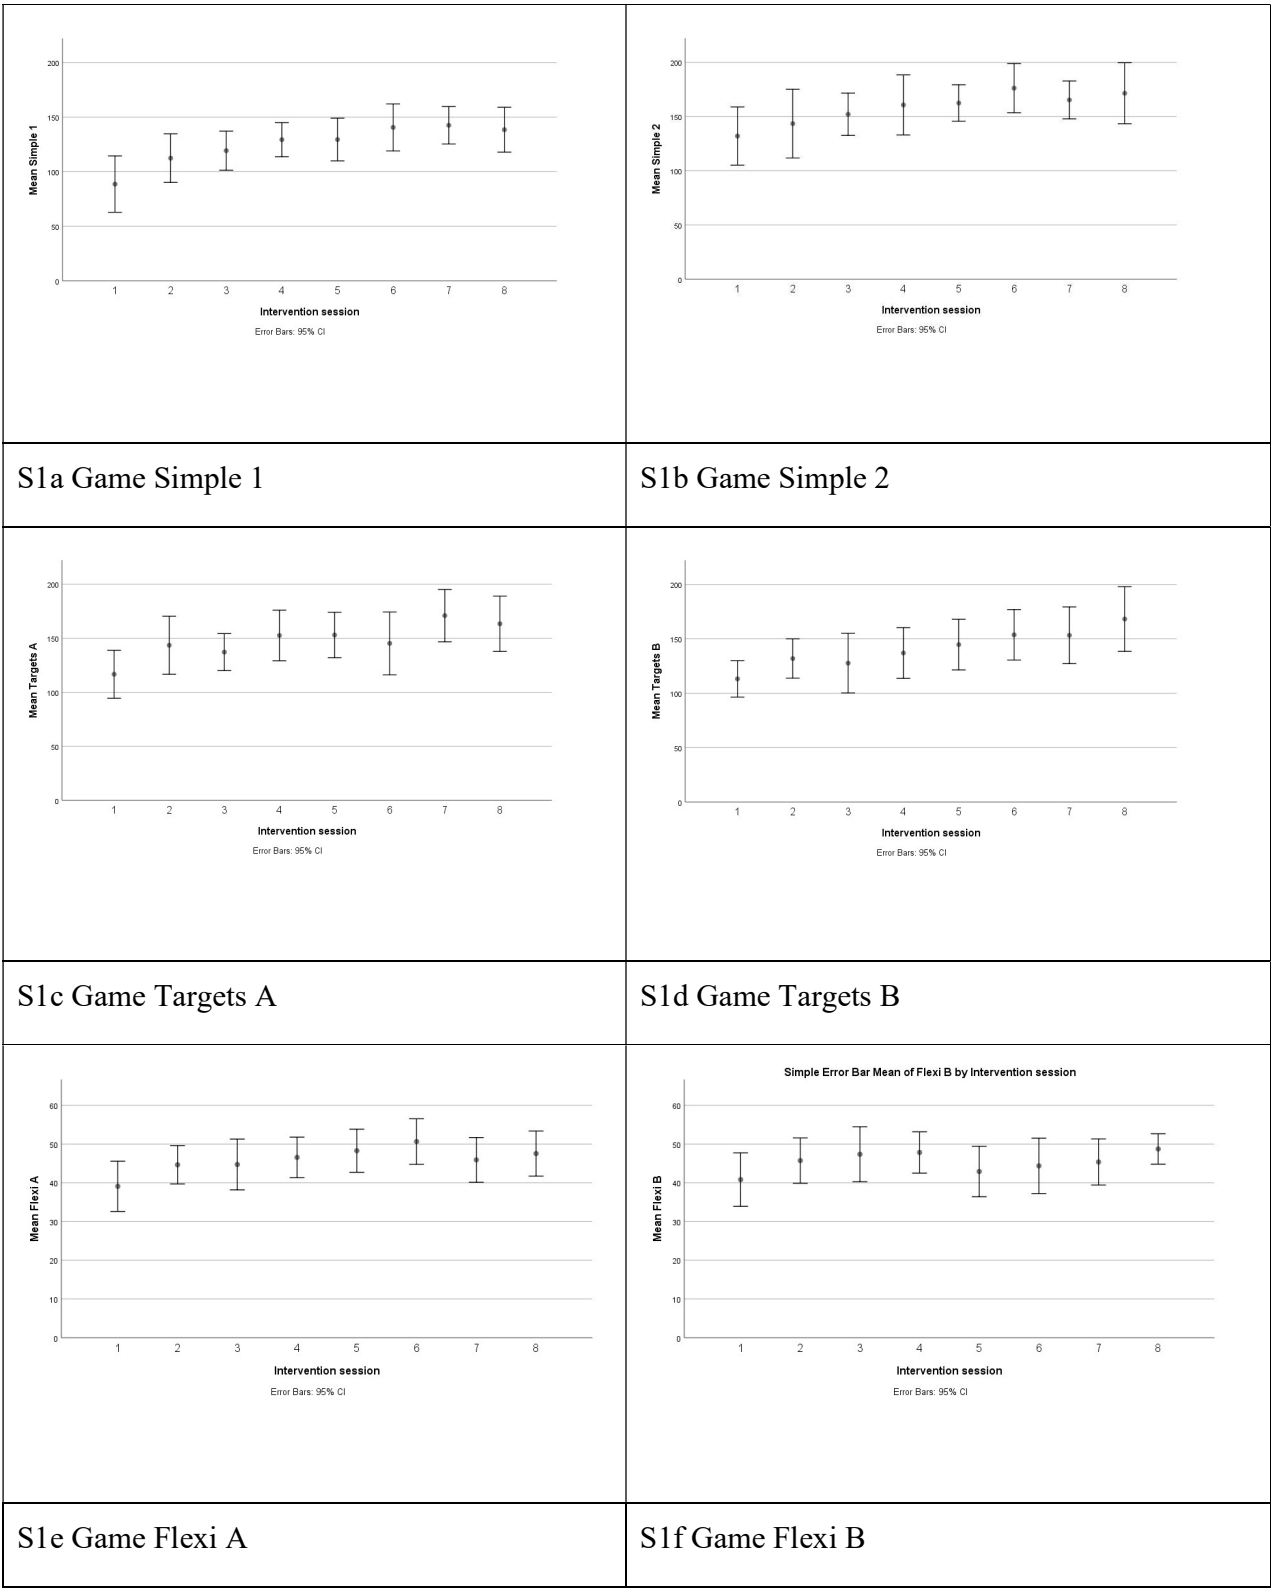 200
150
100
50
0
Mean Simple 1
1 2 3 4 5 6 7 8
Intervention session
Error Bars: 95% CI
200
150
100
50
0
Mean Simple 2
1 2 3 4 5 6 7 8
Intervention session
Error Bars: 95% CI
S1a Game Simple 1
S1b Game Simple 2
200
150
100
50
0
Mean Targets A
1 2 3 4 5 6 7 8
Intervention session
Error Bars: 95% CI
200
150
100
50
0
Mean Targets B
1 2 3 4 5 6 7 8
Intervention session
Error Bars: 95% CI
S1c Game Targets A
S1d Game Targets B
60
50
40
30
20
10
0
Mean Flexi A
1 2 3 4 5 6 7 8
Intervention session
Error Bars: 95% CI
Simple Error Bar Mean of Flexi B by Intervention session
60
50
40
30
20
10
0
Mean Flexi B
1 2 3 4 5 6 7 8
Intervention session
Error Bars: 95% CI
S1e Game Flexi A
S1f Game Flexi B